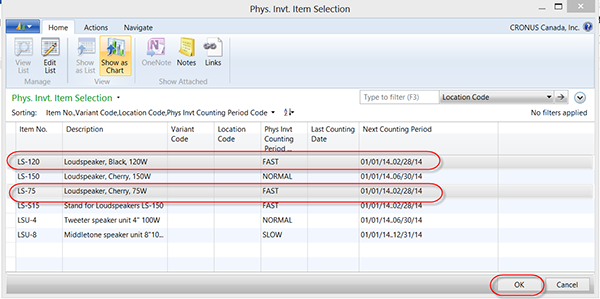 Phys. Invt. Item Selection
Home Actions Navigate CRONUS Canada, Inc.
View List Edit List Show as List Show as Chart OneNote Notes Links
Manage View Show Attached
Phys. Invt. Item Selection Type to filter (F3) Location Code
Sorting: Item No.,Variant Code,Location Code,Phys Invt Counting Period Code No filters applied
Item No. Description Variant Code Location Code Phys Invt Counting Period ... Last Counting Date Next Counting Period
LS-120 Loudspeaker, Black, 120W FAST 01/01/14..02/28/14
LS-150 Loudspeaker, Cherry, 150W NORMAL 01/01/14..06/30/14
LS-75 Loudspeaker, Cherry, 75W FAST 01/01/14..02/28/14
LS-S15 Stand for Loudspeakers LS-150 FAST 01/01/14..02/28/14
LSU-4 Tweeter speaker unit 4" 100W NORMAL 01/01/14..06/30/14
LSU-8 Middletone speaker unit 8"10... SLOW 01/01/14..12/31/14
OK Cancel